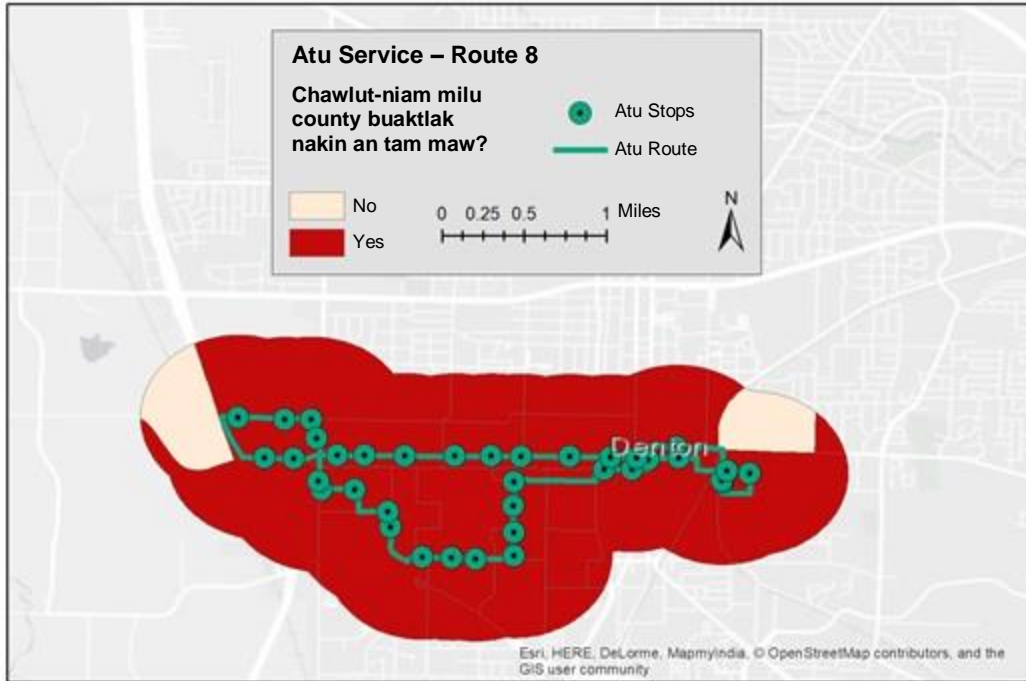 Atu Service – Route 8
Chawlut-niam milu
county buaktlak
nakin an tam maw?
Atu Stops
Atu Route
No
Yes
0 0.25 0.5 1 Miles
N
Denton
Esri, HERE, DeLorme, MapmyIndia, © OpenStreetMap contributors, and the
GIS user community